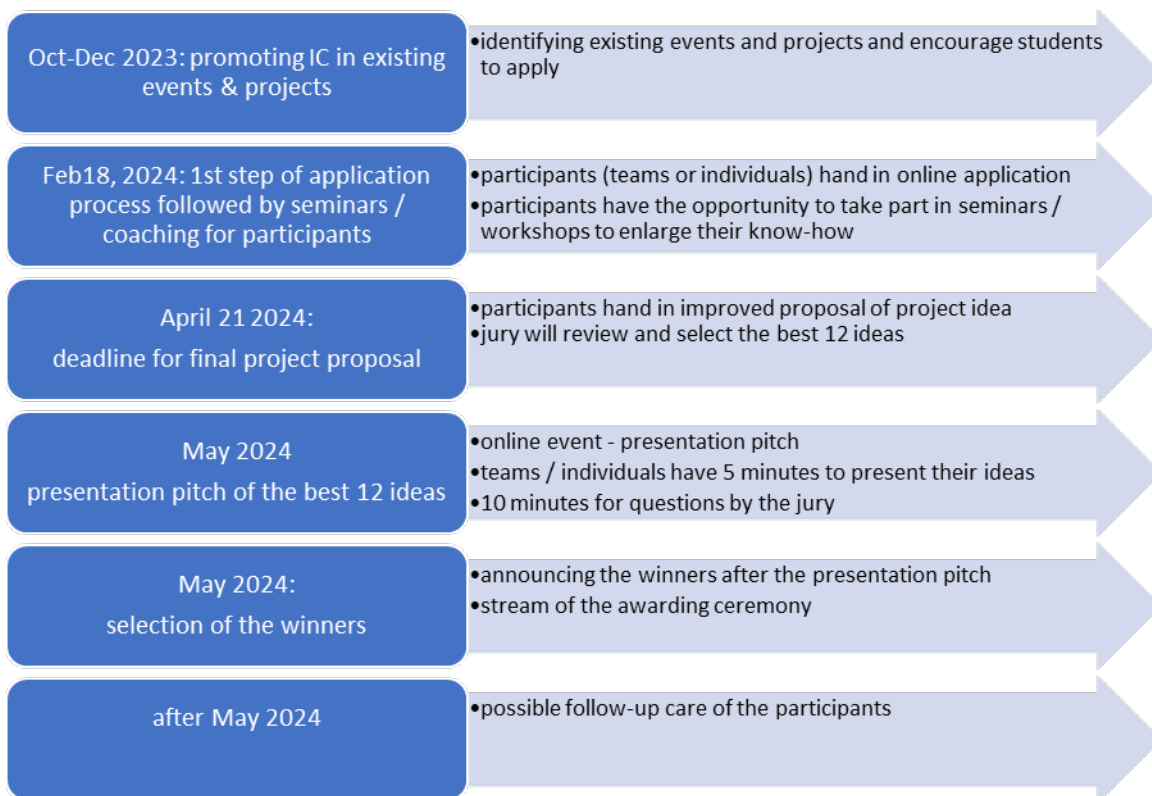 Oct-Dec 2023: promoting IC in existing
events & projects
•identifying existing events and projects and encourage students
to apply
Feb18, 2024: 1st step of application
process followed by seminars /
coaching for participants
•participants (teams or individuals) hand in online application
•participants have the opportunity to take part in seminars /
workshops to enlarge their know-how
April 21 2024:
deadline for final project proposal
•participants hand in improved proposal of project idea
•jury will review and select the best 12 ideas
May 2024
presentation pitch of the best 12 ideas
•online event - presentation pitch
•teams / individuals have 5 minutes to present their ideas
•10 minutes for questions by the jury
May 2024:
selection of the winners
•announcing the winners after the presentation pitch
•stream of the awarding ceremony
after May 2024
•possible follow-up care of the participants